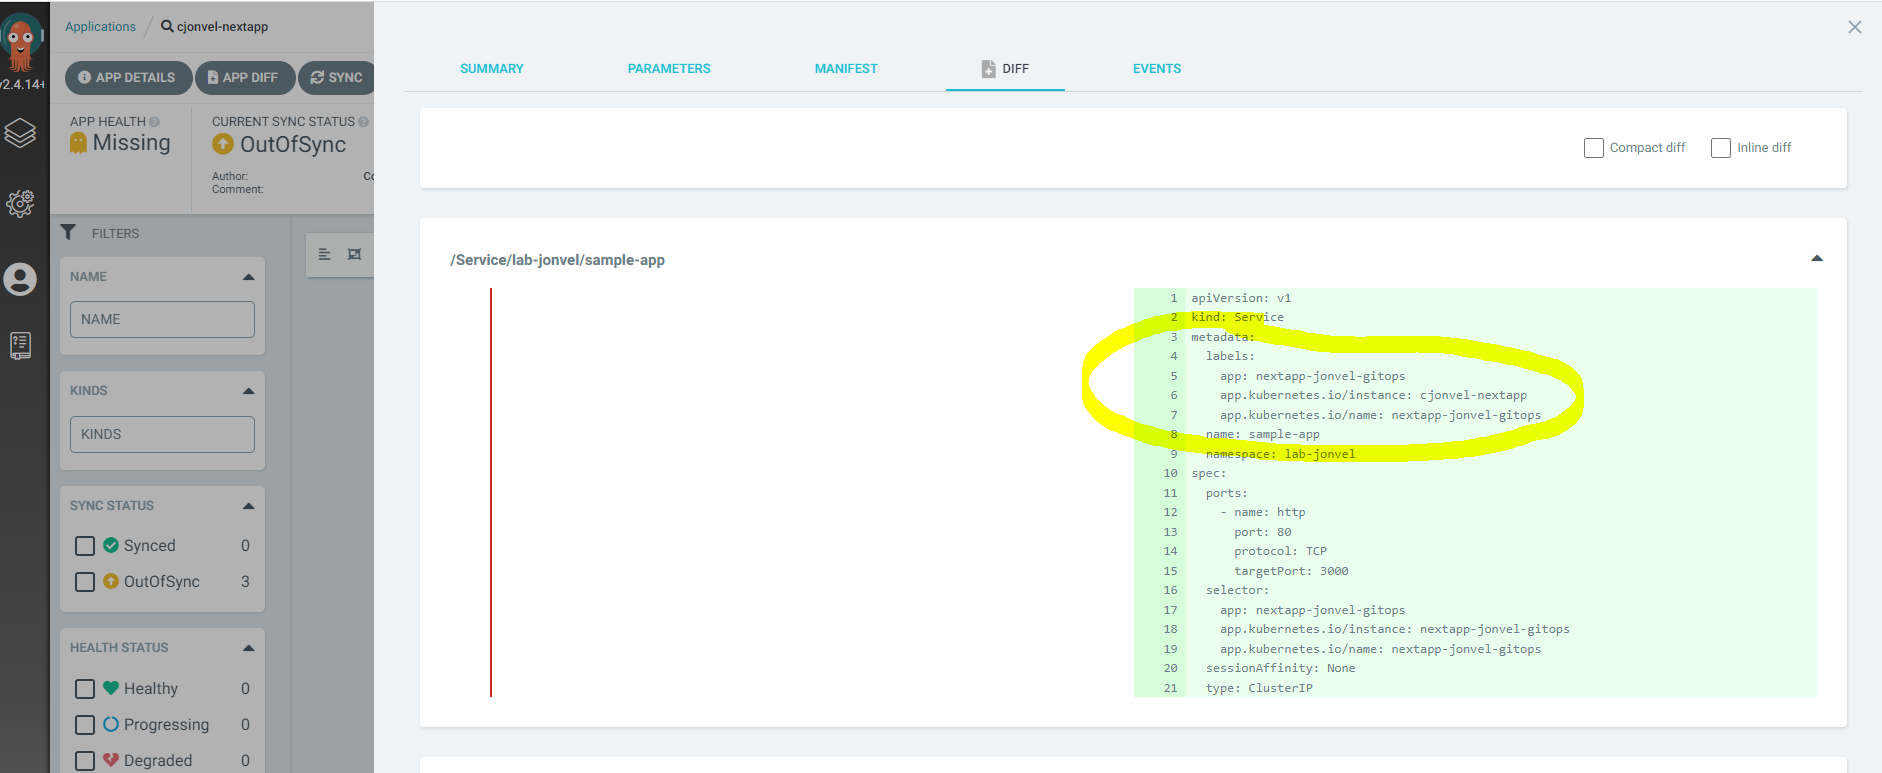 v2.4.14+
Applications / cjonvel-nextapp
APP DETAILS
APP DIFF
SYNC
APP HEALTH
Missing
CURRENT SYNC STATUS
OutOfSync
Author:
Comment:
FILTERS
NAME
NAME
KINDS
KINDS
SYNC STATUS
Synced 0
OutOfSync 3
HEALTH STATUS
Healthy 0
Progressing 0
Degraded 0
SUMMARY
PARAMETERS
MANIFEST
DIFF
EVENTS
Compact diff
Inline diff
/Service/lab-jonvel/sample-app
1 apiVersion: v1
2 kind: Service
3 metadata:
4 labels:
5 app: nextapp-jonvel-gitops
6 app.kubernetes.io/instance: cjonvel-nextapp
7 app.kubernetes.io/name: nextapp-jonvel-gitops
8 name: sample-app
9 namespace: lab-jonvel
10 spec:
11 ports:
12 - name: http
13 port: 80
14 protocol: TCP
15 targetPort: 3000
16 selector:
17 app: nextapp-jonvel-gitops
18 app.kubernetes.io/instance: nextapp-jonvel-gitops
19 app.kubernetes.io/name: nextapp-jonvel-gitops
20 sessionAffinity: None
21 type: ClusterIP